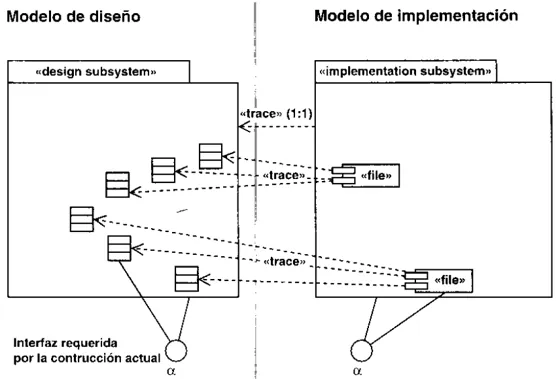 Modelo de diseño
Modelo de implementación
«design subsystem»
«implementation subsystem»
«trace» (1:1)
«trace»
«file»
«trace»
«file»
Interfaz requerida
por la contrucción actual
α
α